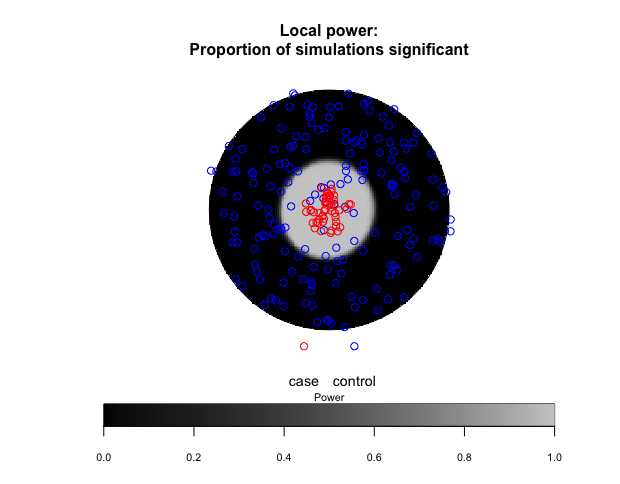 Local power:
Proportion of simulations significant
case control
Power
0.0 0.2 0.4 0.6 0.8 1.0